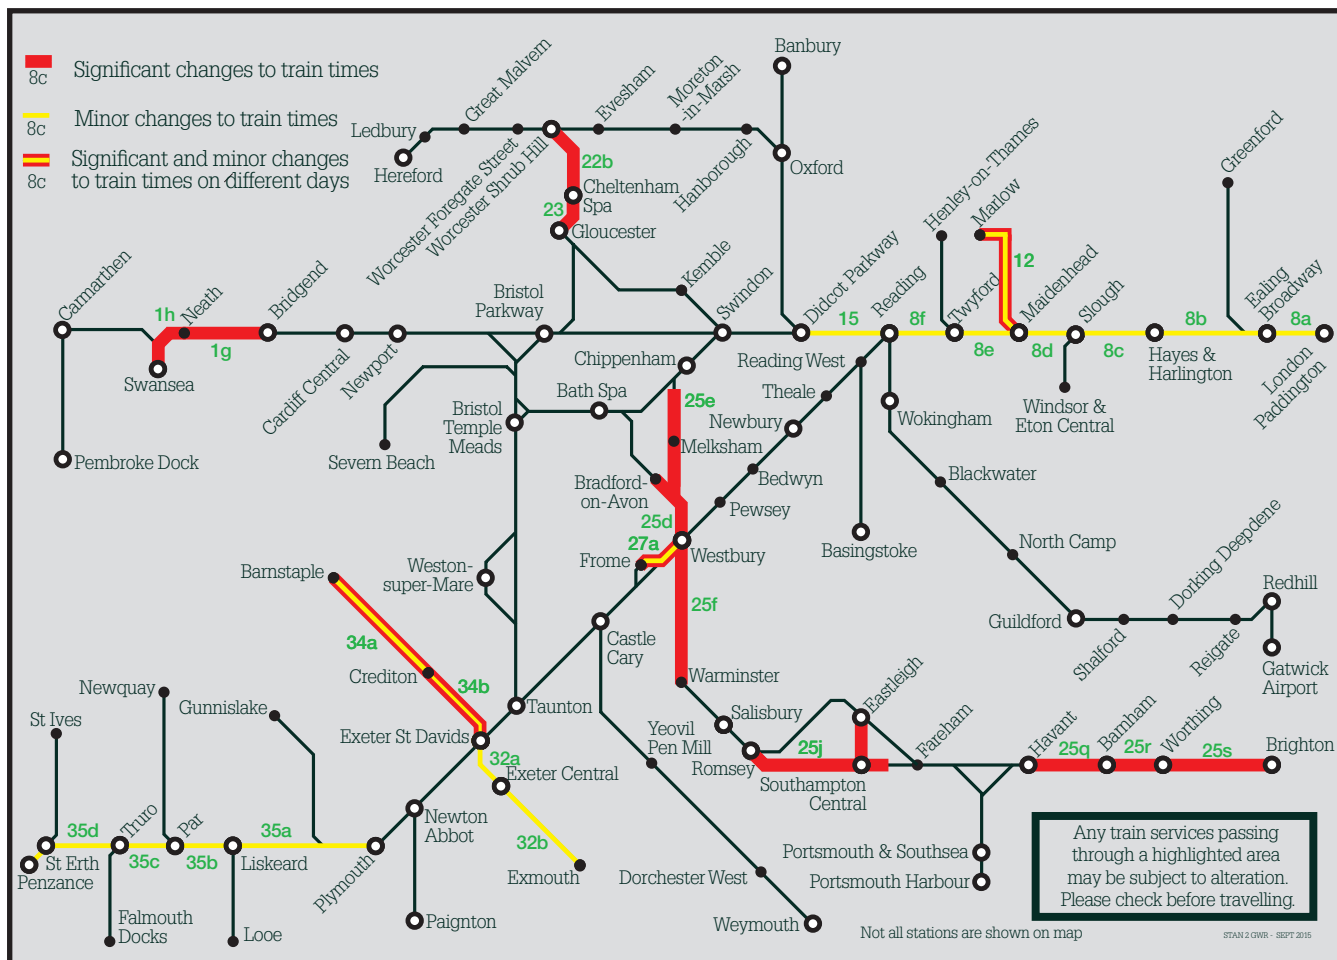 8c
Significant changes to train times
8c
Minor changes to train times
8c
Significant and minor changes
to train times on different days
Banbury
Great Malvern
Evesham
Moreton
-in-Marsh
Ledbury
Hereford
Worcester Foregate Street
Worcester Shrub Hill
22b
Hanborough
Oxford
Henley-on-Thames
Greenford
Cheltenham
Spa
23
Gloucester
Marlow
12
Carmarthen
1h
Neath
Bridgend
1g
Swansea
Cardiff Central
Newport
Bristol
Parkway
Kemble
Swindon
Didcot Parkway
15
Reading
8f
Twyford
8e
Maidenhead
8d
Slough
8c
8b
Hayes &
Harlington
Ealing
Broadway
8a
London
Paddington
Chippenham
Reading West
Windsor &
Eton Central
Theale
Bath Spa
25e
Newbury
Wokingham
Bristol
Temple
Meads
Melksham
Pembroke Dock
Severn Beach
Bedwyn
Blackwater
Bradford-
on-Avon
Pewsey
25d
Basingstoke
27a
Westbury
North Camp
Frome
Weston-
super-Mare
Barnstaple
Dorking Deepdene
Redhill
25f
34a
Castle
Cary
Guildford
Shalford
Reigate
Gatwick
Airport
Crediton
34b
Warminster
Newquay
Gunnislake
Taunton
Salisbury
Eastleigh
St Ives
Exeter St Davids
32a
Yeovil
Pen Mill
25j
Fareham
Havant
25q
Barnham
25r
Worthing
25s
Brighton
Romsey
Exeter Central
Southampton
Central
35d
Truro
35c
Par
35b
35a
Newton
Abbot
32b
St Erth
Penzance
Liskeard
Plymouth
Exmouth
Dorchester West
Portsmouth & Southsea
Portsmouth Harbour
Falmouth
Docks
Looe
Paignton
Weymouth
Any train services passing
through a highlighted area
may be subject to alteration.
Please check before travelling.
Not all stations are shown on map
STAN 2 GWR - SEPT 2015